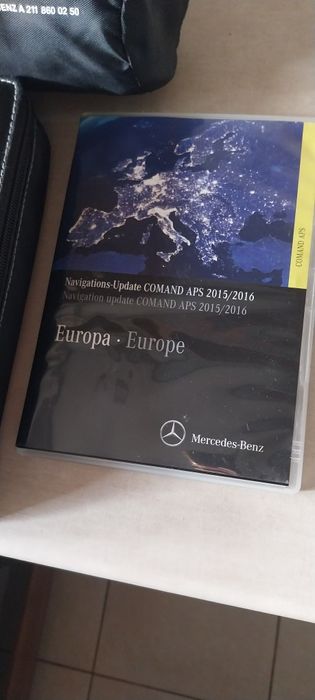 ENZ A 211 860 02 50
COMAND APS
Navigations-Update COMAND APS 2015/2016
Navigation update COMAND APS 2015/2016
Europa · Europe
Mercedes-Benz